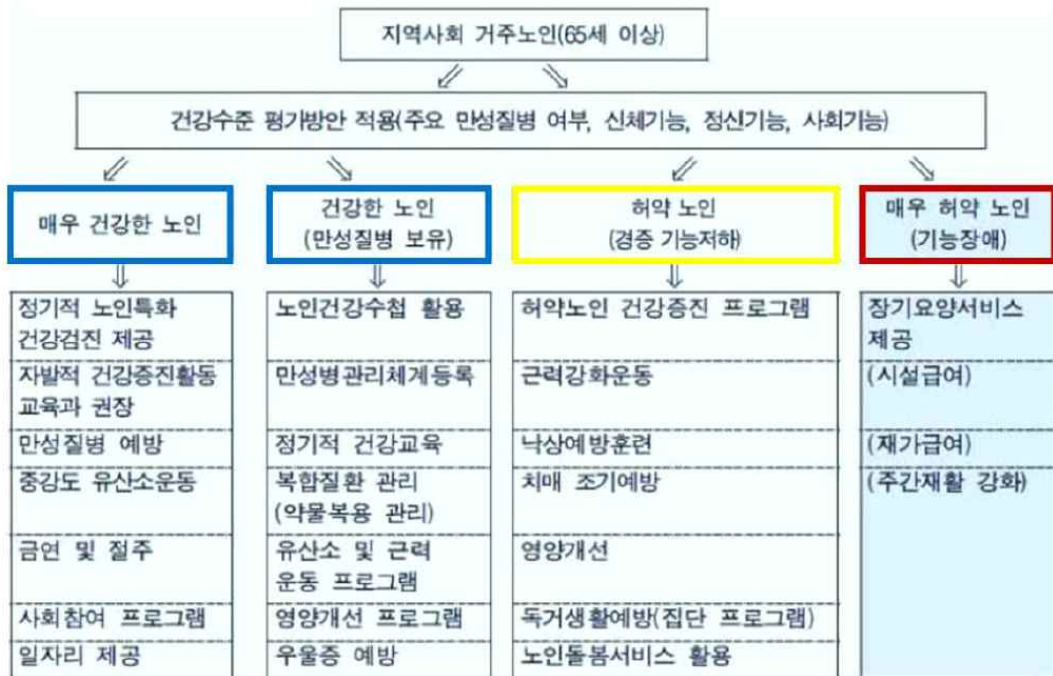 지역사회 거주노인(65세 이상)
건강수준 평가방안 적용(주요 만성질병 여부, 신체기능, 정신기능, 사회기능)
매우 건강한 노인
건강한 노인
(만성질병 보유)
허약 노인
(경증 기능저하)
매우 허약 노인
(기능장애)
정기적 노인특화
건강검진 제공
자발적 건강증진활동
교육과 권장
만성질병 예방
중강도 유산소운동
금연 및 절주
사회참여 프로그램
일자리 제공
노인건강수첩 활용
만성병관리체계등록
정기적 건강교육
복합질환 관리
(약물복용 관리)
유산소 및 근력
운동 프로그램
영양개선 프로그램
우울증 예방
허약노인 건강증진 프로그램
근력강화운동
낙상예방훈련
치매 조기예방
영양개선
독거생활예방(집단 프로그램)
노인돌봄서비스 활용
장기요양서비스
제공
(시설급여)
(재가급여)
(주간재활 강화)